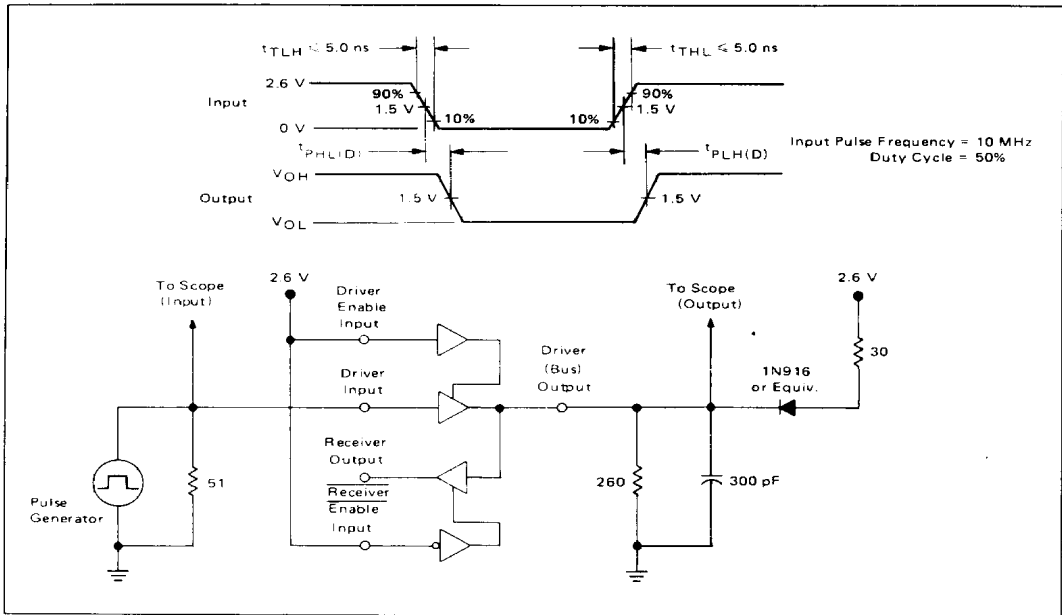 tTLH ≤ 5.0 ns
tTHL ≤ 5.0 ns
2.6 V
Input
90%
1.5 V
10%
0 V
10%
90%
1.5 V
tPHL(D)
tPLH(D)
Input Pulse Frequency = 10 MHz
Duty Cycle = 50%
VOH
Output
1.5 V
1.5 V
VOL
To Scope
(Input)
2.6 V
Driver
Enable
Input
Driver
Input
Receiver
Output
Receiver
Enable
Input
Driver
(Bus)
Output
To Scope
(Output)
2.6 V
30
1N916
or Equiv.
51
260
300 pF
Pulse
Generator